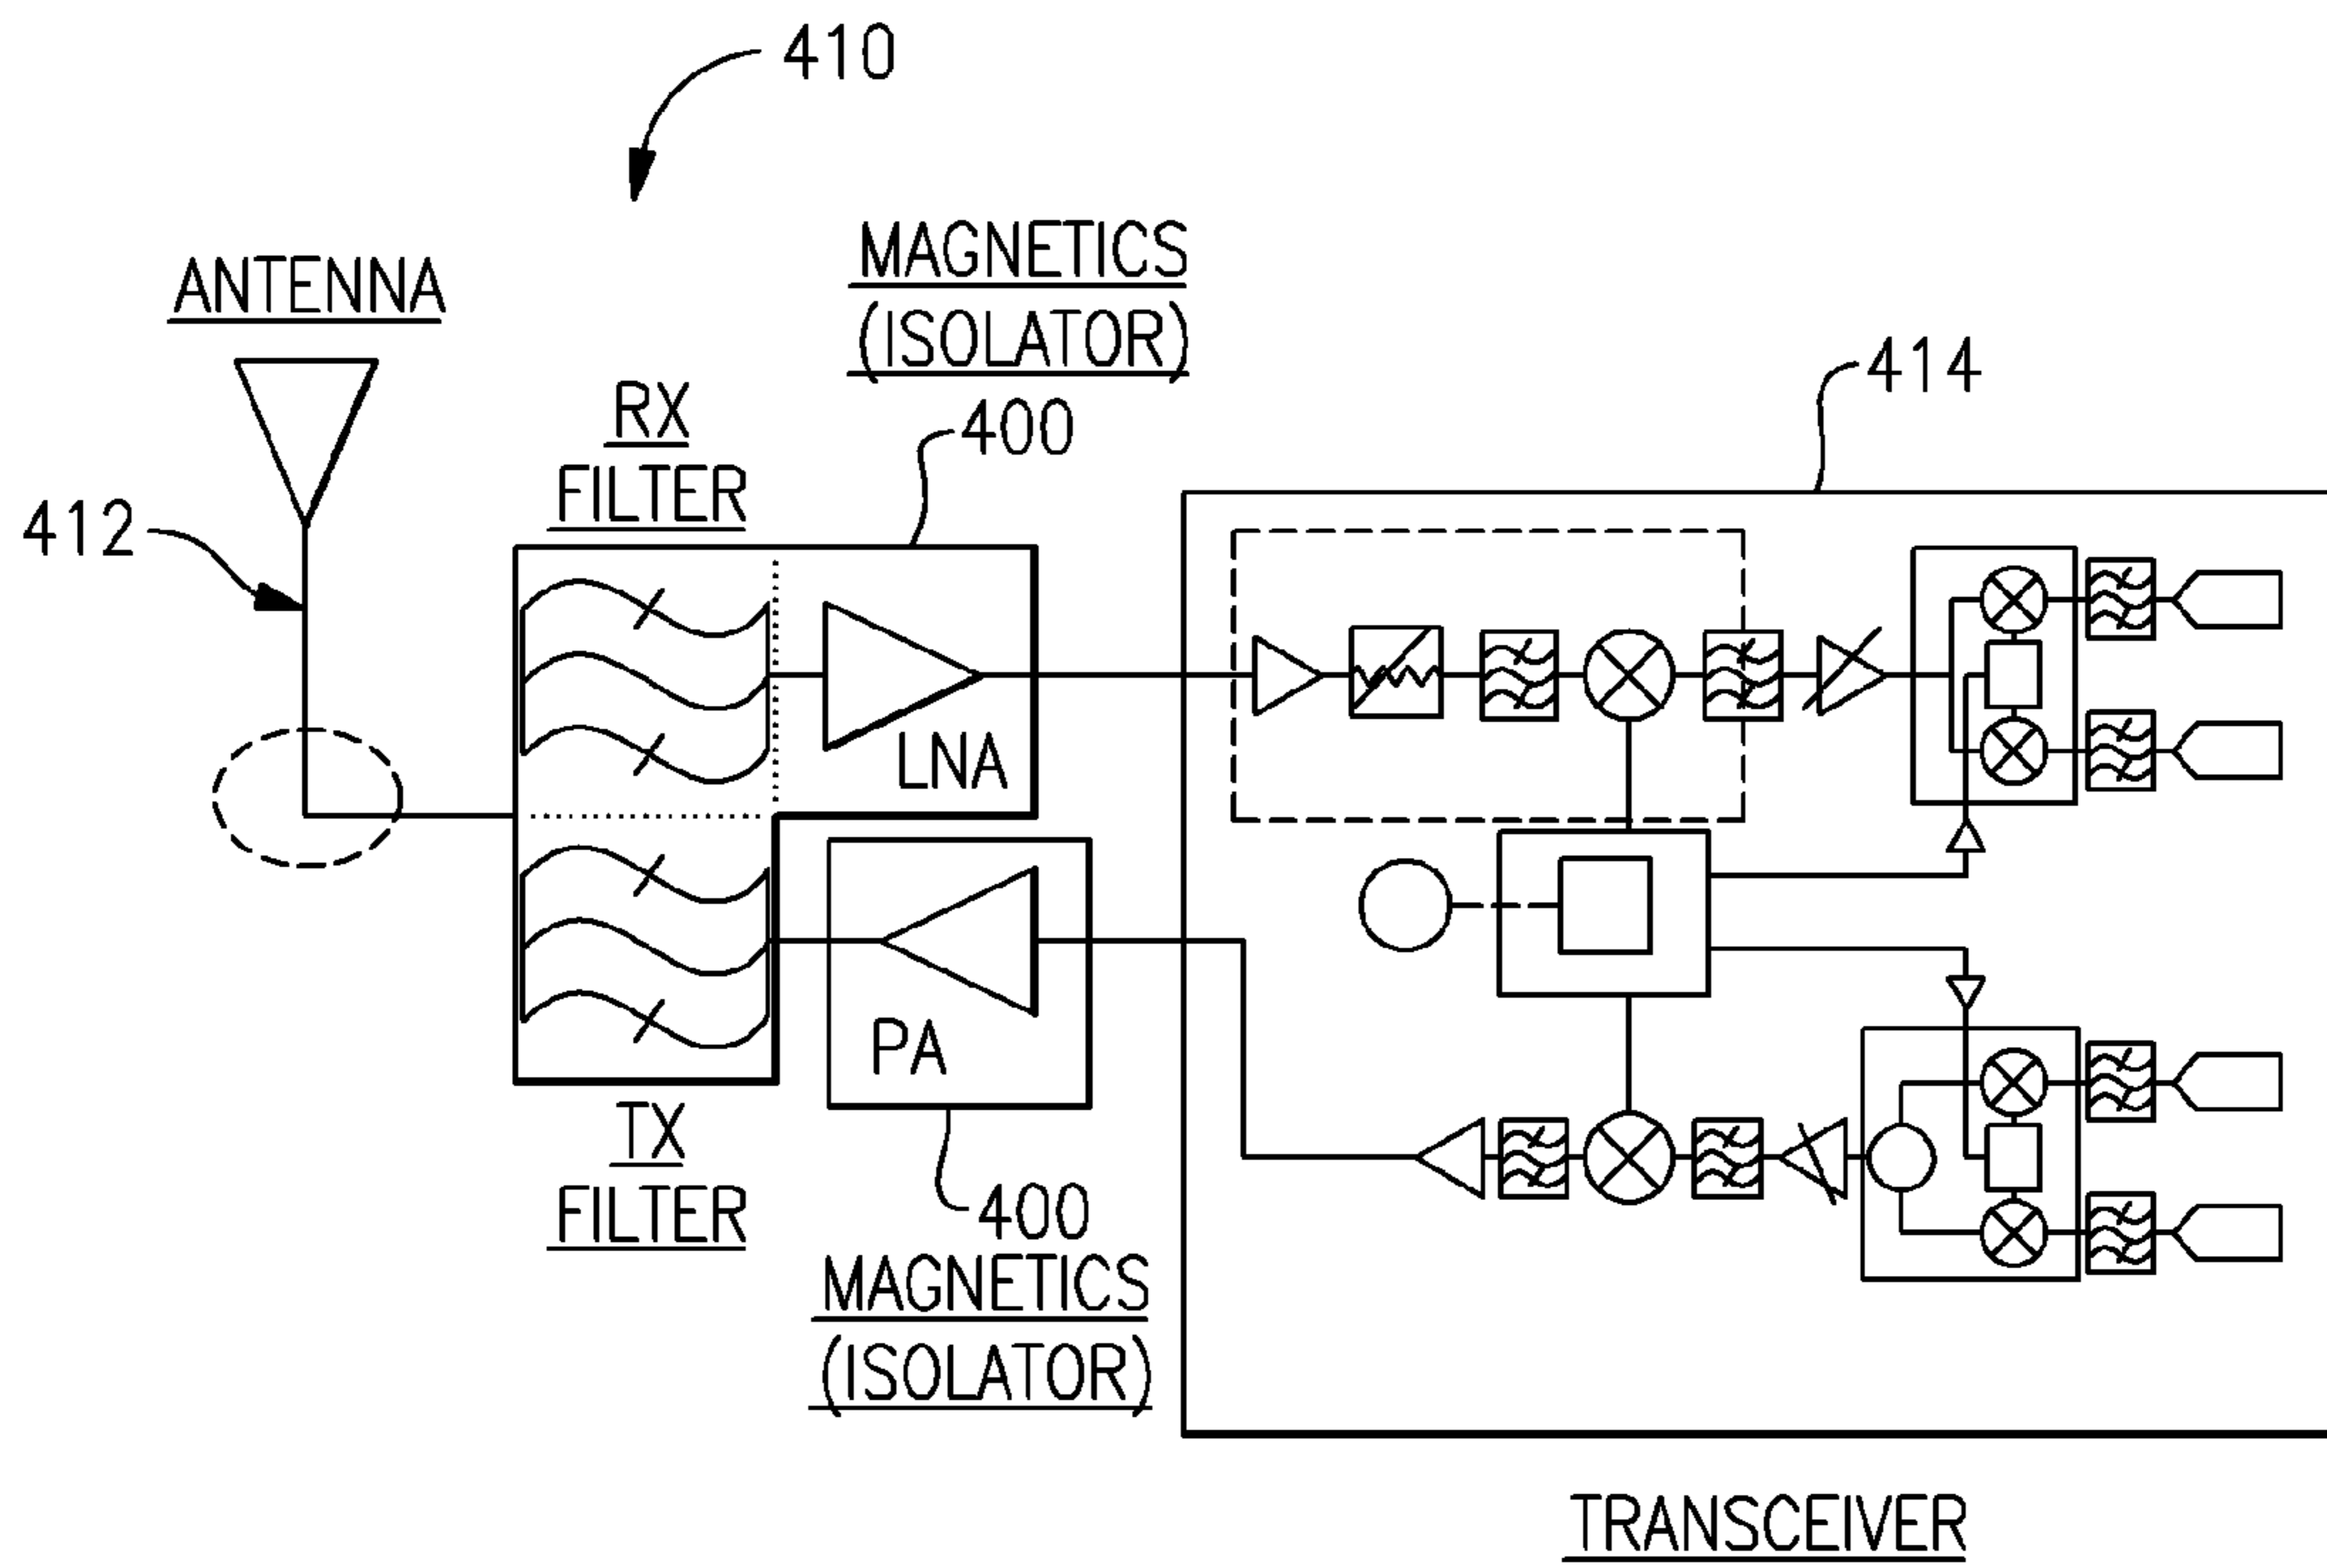 410
MAGNETICS
(ISOLATOR)
400
ANTENNA
RX
FILTER
414
412
LNA
PA
TX
FILTER
400
MAGNETICS
(ISOLATOR)
TRANSCEIVER